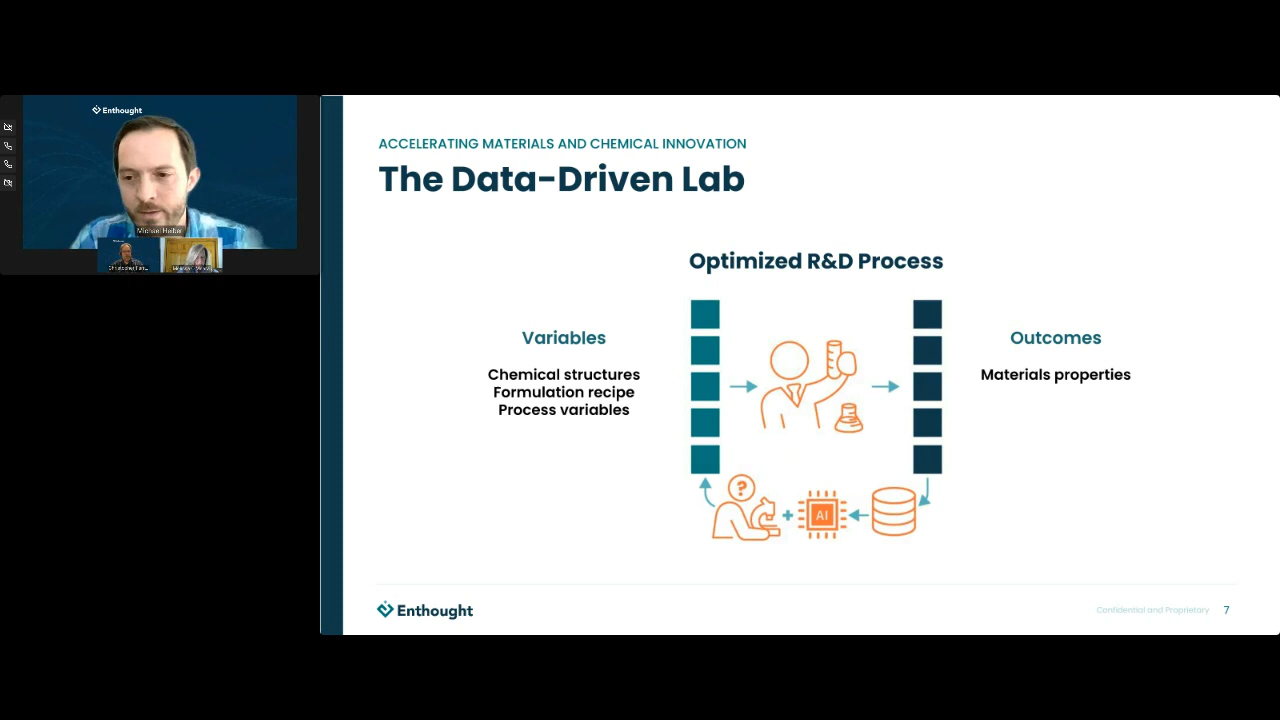 Enthought
Michael Heiber
ACCELERATING MATERIALS AND CHEMICAL INNOVATION
The Data-Driven Lab
Optimized R&D Process
Variables
Chemical structures
Formulation recipe
Process variables
Outcomes
Materials properties
?
AI
Enthought
Confidential and Proprietary
7